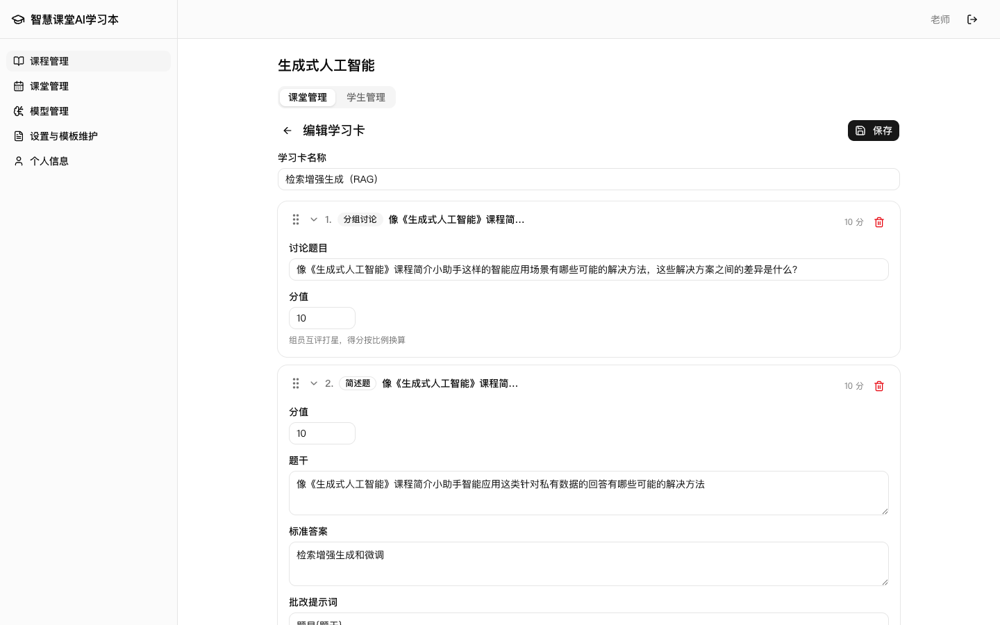 智慧课堂AI学习本
老师
课程管理
课堂管理
模型管理
设置与模板维护
个人信息
生成式人工智能
课堂管理 学生管理
编辑学习卡
保存
学习卡名称
检索增强生成（RAG）
1. 分组讨论 像《生成式人工智能》课程简... 10 分
讨论题目
像《生成式人工智能》课程简介小助手这样的智能应用场景有哪些可能的解决方法，这些解决方案之间的差异是什么？
分值
10
组员互评打星，得分按比例换算
2. 简述题 像《生成式人工智能》课程简... 10 分
分值
10
题干
像《生成式人工智能》课程简介小助手智能应用这类针对私有数据的回答有哪些可能的解决方法
标准答案
检索增强生成和微调
批改提示词
题目{题干}